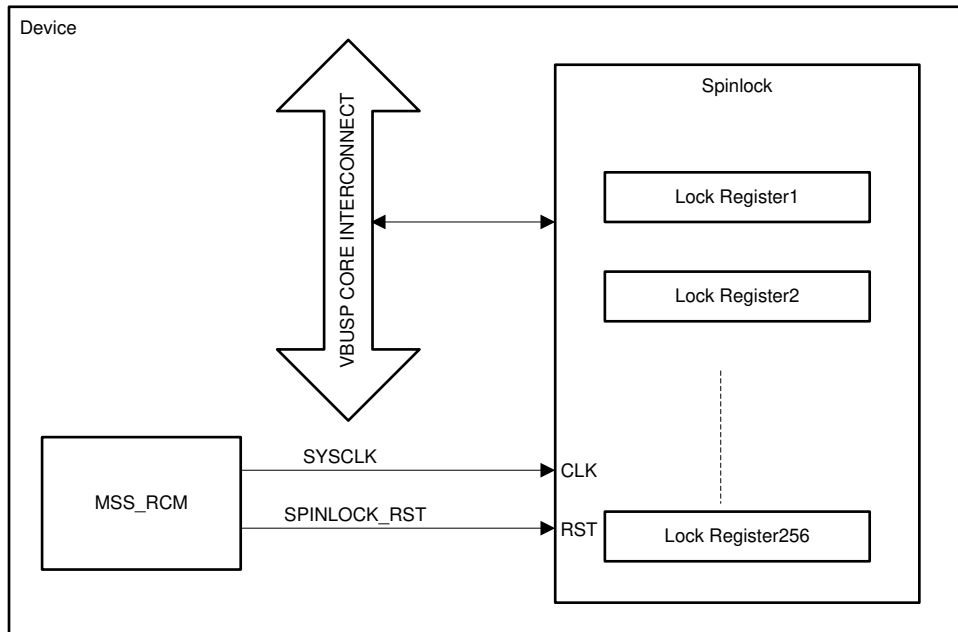 Device
Spinlock
VBUSP CORE INTERCONNECT
Lock Register1
Lock Register2
SYSCLK
CLK
MSS_RCM
SPINLOCK_RST
RST
Lock Register256